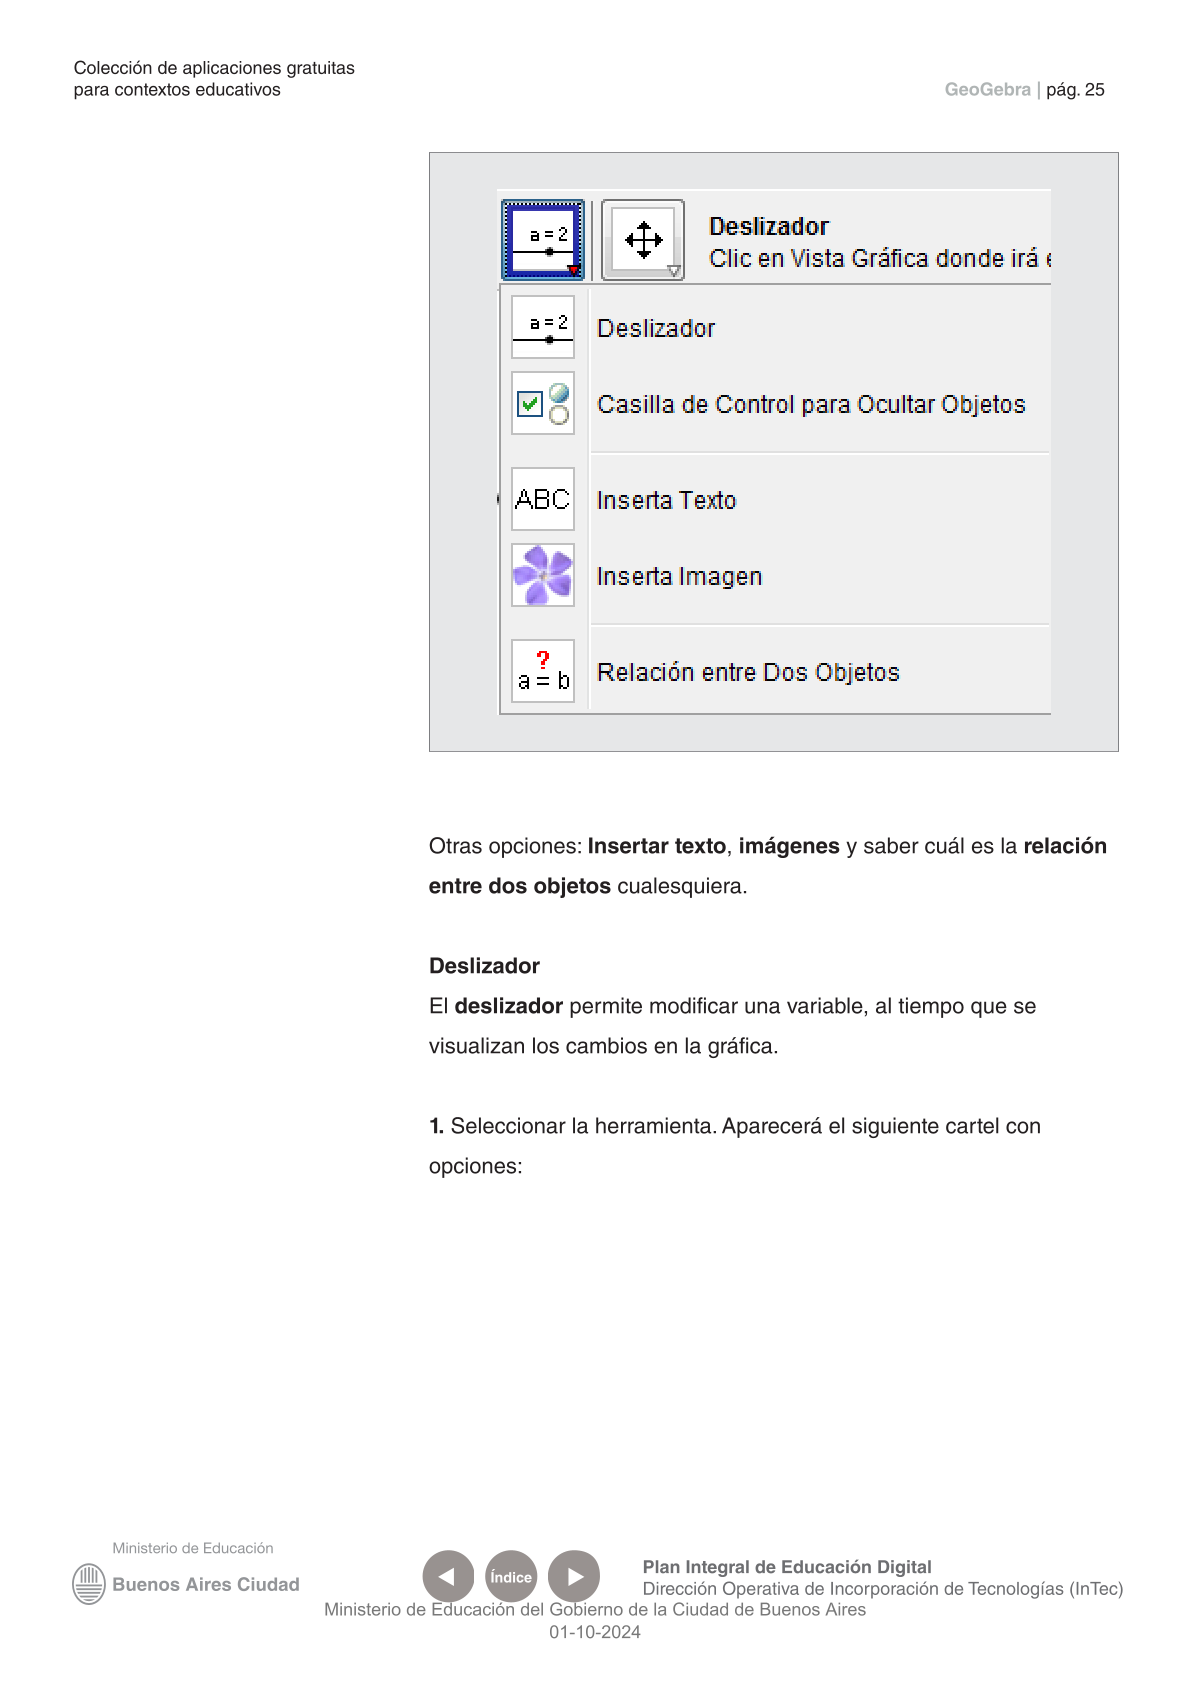 Colección de aplicaciones gratuitas
para contextos educativos
GeoGebra | pág. 25
a = 2
Deslizador
Clic en Vista Gráfica donde irá
a = 2
Deslizador
Casilla de Control para Ocultar Objetos
ABC
Inserta Texto
Inserta Imagen
?
a = b
Relación entre Dos Objetos
Otras opciones: Insertar texto, imágenes y saber cuál es la relación
entre dos objetos cualesquiera.
Deslizador
El deslizador permite modificar una variable, al tiempo que se
visualizan los cambios en la gráfica.
1. Seleccionar la herramienta. Aparecerá el siguiente cartel con
opciones:
Ministerio de Educación
Buenos Aires Ciudad
Índice
Plan Integral de Educación Digital
Dirección Operativa de Incorporación de Tecnologías (InTec)
Ministerio de Educación del Gobierno de la Ciudad de Buenos Aires
01-10-2024